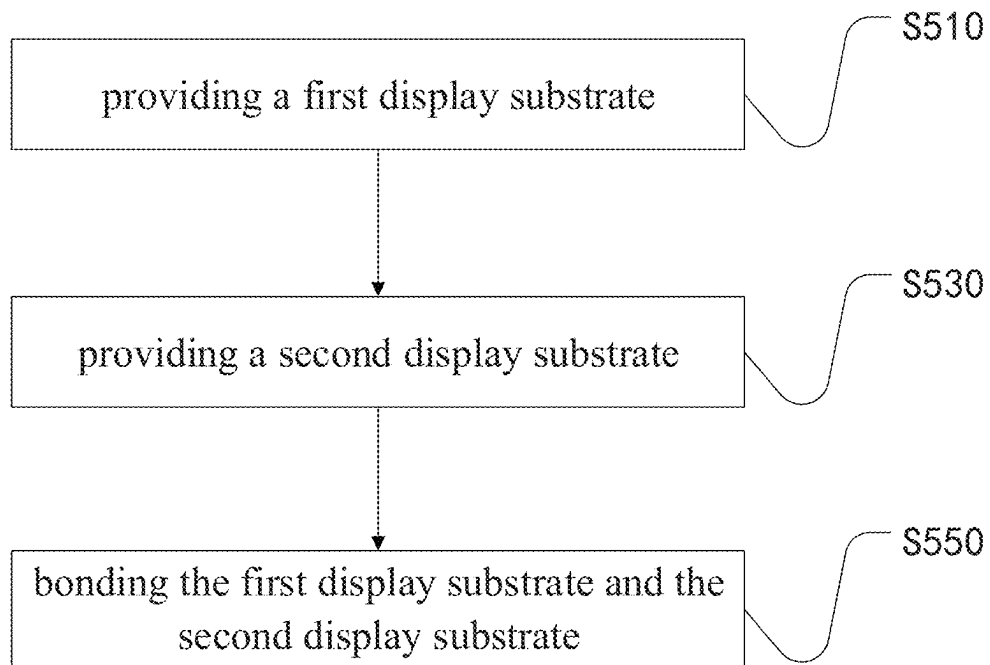 S510
providing a first display substrate
S530
providing a second display substrate
S550
bonding the first display substrate and the
second display substrate